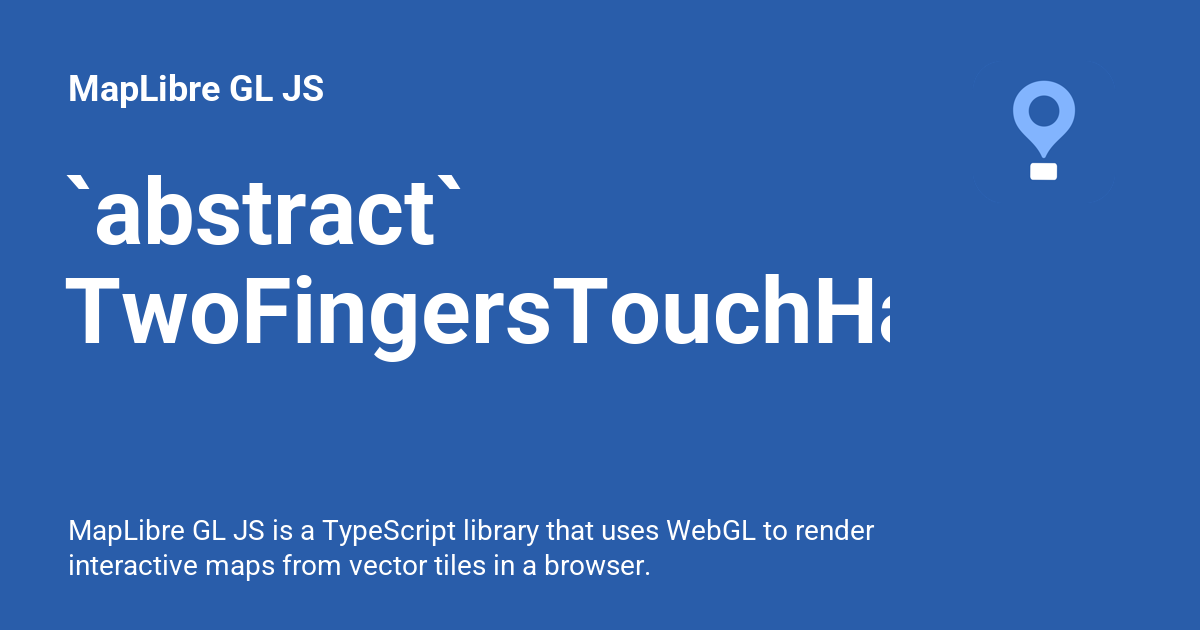 MapLibre GL JS
`abstract`
TwoFingersTouchH
MapLibre GL JS is a TypeScript library that uses WebGL to render
interactive maps from vector tiles in a browser.